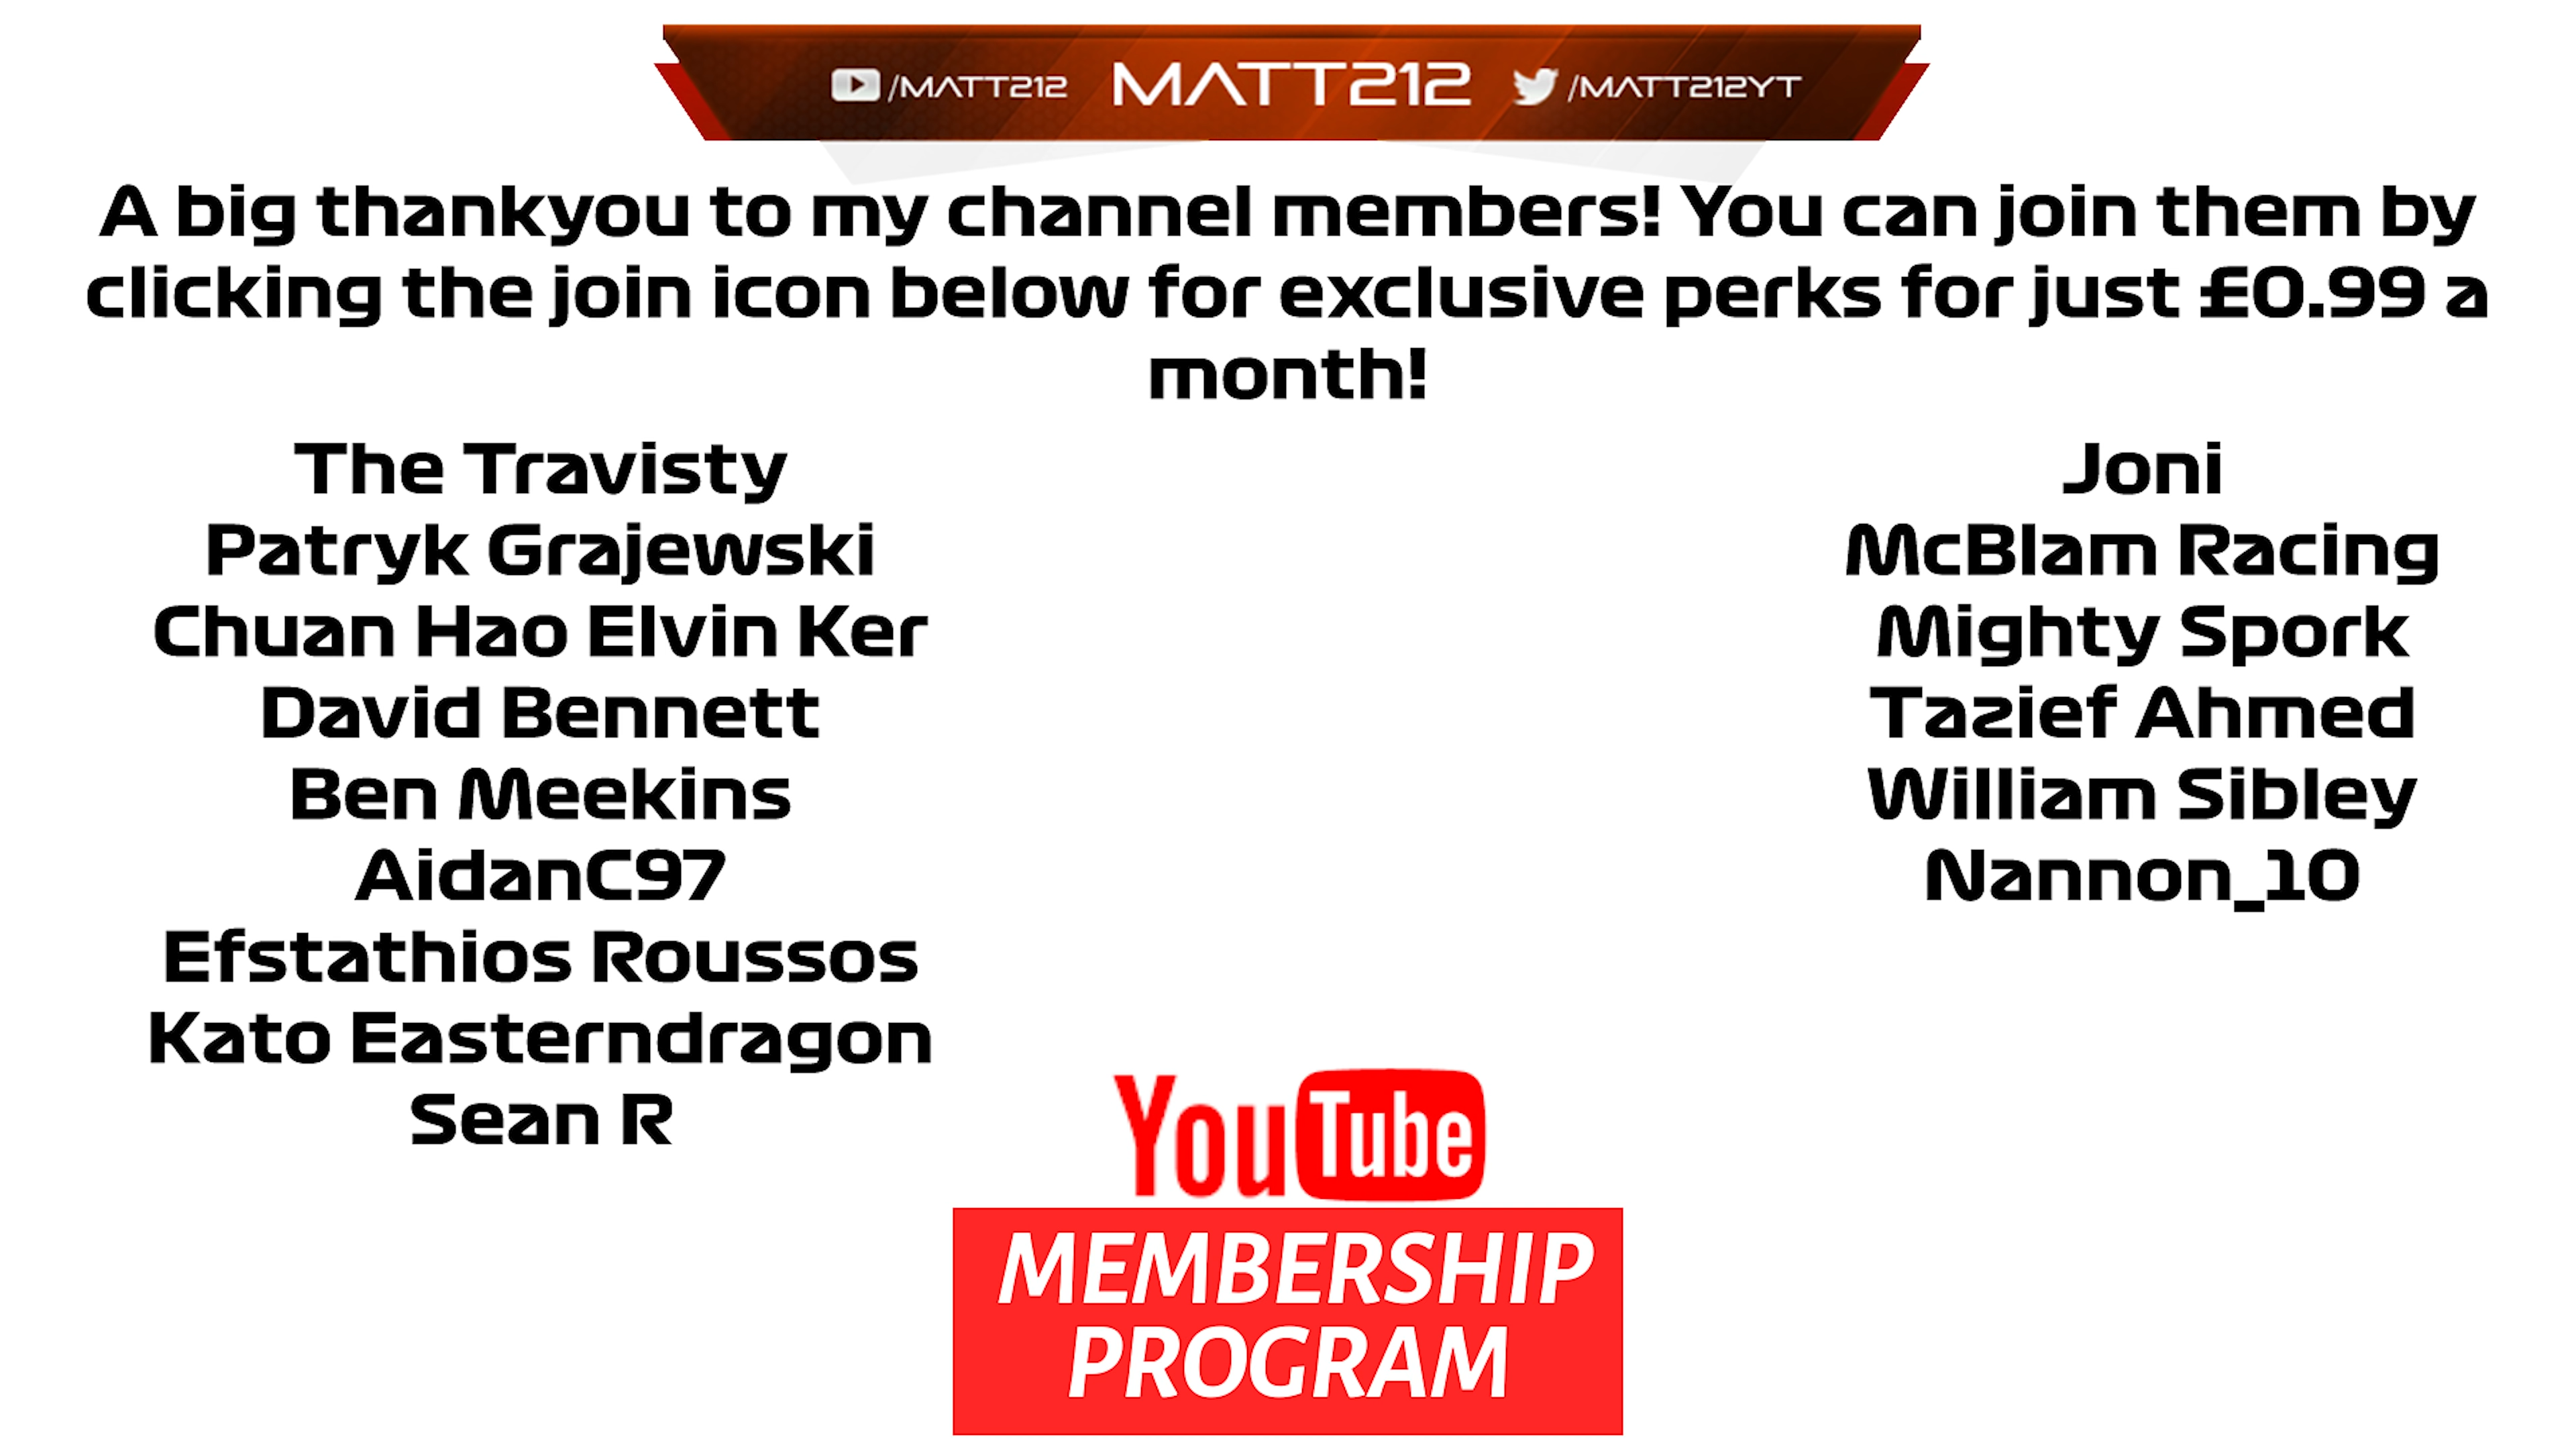 /MATT212 MATT212 /MATT212YT
A big thankyou to my channel members! You can join them by
clicking the join icon below for exclusive perks for just £0.99 a
month!
The Travisty
Patryk Grajewski
Chuan Hao Elvin Ker
David Bennett
Ben Meekins
AidanC97
Efstathios Roussos
Kato Easterndragon
Sean R
Joni
McBlam Racing
Mighty Spork
Tazief Ahmed
William Sibley
Nannon_10
YouTube
MEMBERSHIP
PROGRAM